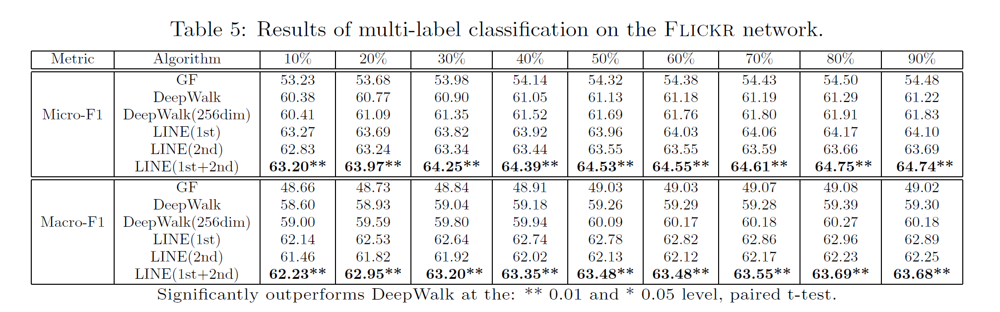 Table 5: Results of multi-label classification on the FLICKR network.
Metric Algorithm 10% 20% 30% 40% 50% 60% 70% 80% 90%
GF 53.23 53.68 53.98 54.14 54.32 54.38 54.43 54.50 54.48
DeepWalk 60.38 60.77 60.90 61.05 61.13 61.18 61.19 61.29 61.22
Micro-F1 DeepWalk(256dim) 60.41 61.09 61.35 61.52 61.69 61.76 61.80 61.91 61.83
LINE(1st) 63.27 63.69 63.82 63.92 63.96 64.03 64.06 64.17 64.10
LINE(2nd) 62.83 63.24 63.34 63.44 63.55 63.55 63.59 63.66 63.69
LINE(1st+2nd) 63.20** 63.97** 64.25** 64.39** 64.53** 64.55** 64.61** 64.75** 64.74**
GF 48.66 48.73 48.84 48.91 49.03 49.03 49.07 49.08 49.02
DeepWalk 58.60 58.93 59.04 59.18 59.26 59.29 59.28 59.39 59.30
Macro-F1 DeepWalk(256dim) 59.00 59.59 59.80 59.94 60.09 60.17 60.18 60.27 60.18
LINE(1st) 62.14 62.53 62.64 62.74 62.78 62.82 62.86 62.96 62.89
LINE(2nd) 61.46 61.82 61.92 62.02 62.13 62.12 62.17 62.23 62.25
LINE(1st+2nd) 62.23** 62.95** 63.20** 63.35** 63.48** 63.48** 63.55** 63.69** 63.68**
Significantly outperforms DeepWalk at the: ** 0.01 and * 0.05 level, paired t-test.